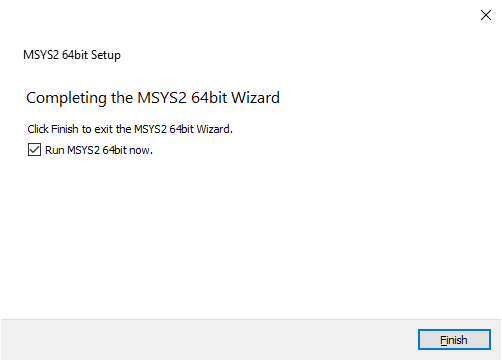 MSYS2 64bit Setup
Completing the MSYS2 64bit Wizard
Click Finish to exit the MSYS2 64bit Wizard.
Run MSYS2 64bit now.
Finish